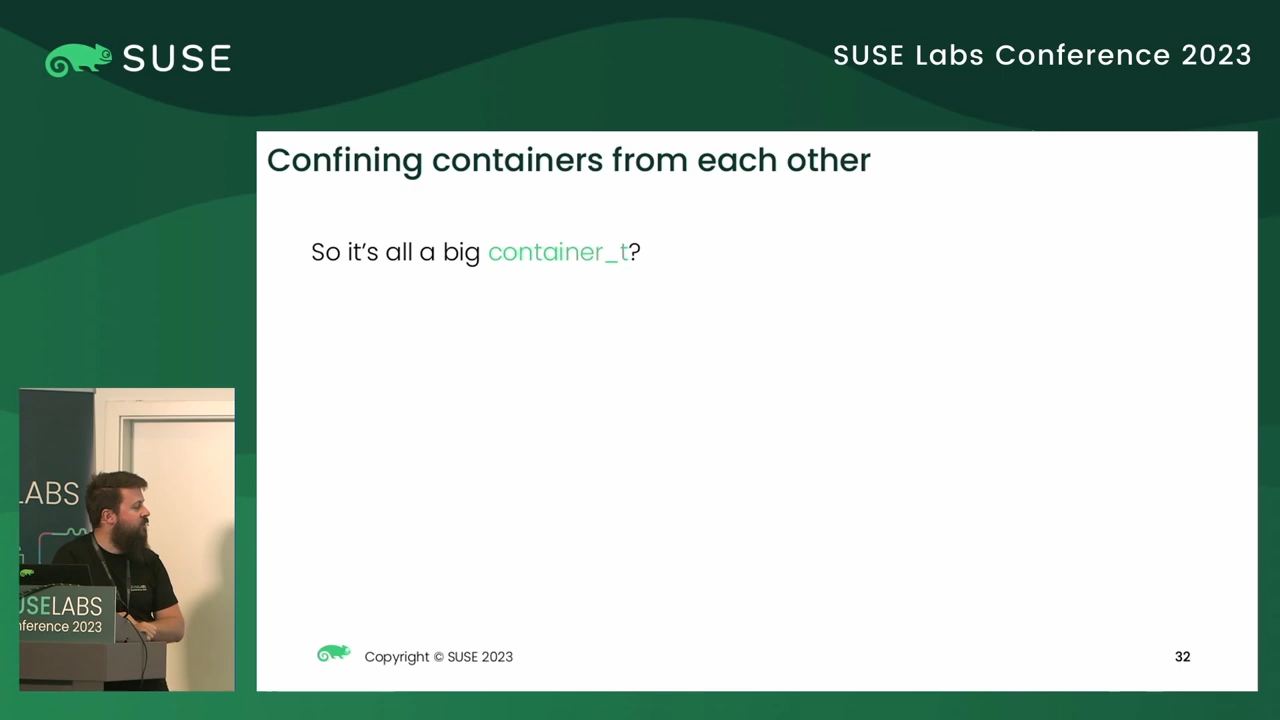 SUSE
SUSE Labs Conference 2023
Confining containers from each other
So it's all a big container_t?
LABS
USELABS
nference 2023
Copyright © SUSE 2023
32